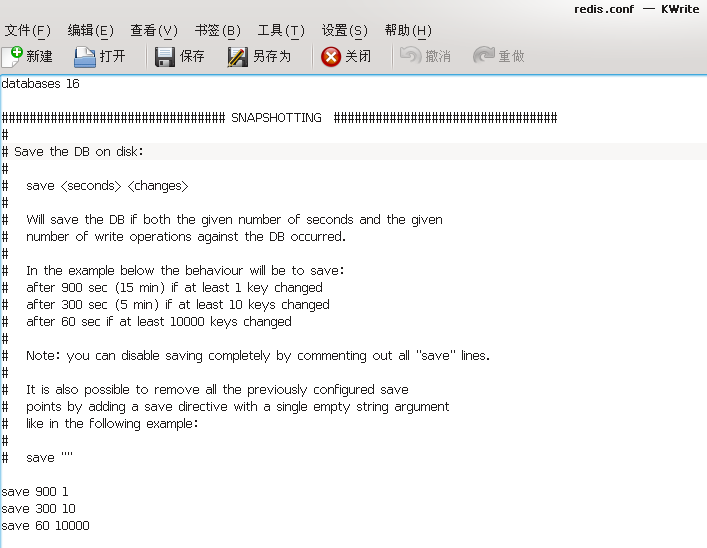 redis.conf — KWrite
文件(F) 编辑(E) 查看(V) 书签(B) 工具(T) 设置(S) 帮助(H)
新建 打开 保存 另存为 关闭 撤消 重做
databases 16
################################ SNAPSHOTTING ################################
#
# Save the DB on disk:
#
# save <seconds> <changes>
#
# Will save the DB if both the given number of seconds and the given
# number of write operations against the DB occurred.
#
# In the example below the behaviour will be to save:
# after 900 sec (15 min) if at least 1 key changed
# after 300 sec (5 min) if at least 10 keys changed
# after 60 sec if at least 10000 keys changed
#
# Note: you can disable saving completely by commenting out all "save" lines.
#
# It is also possible to remove all the previously configured save
# points by adding a save directive with a single empty string argument
# like in the following example:
#
# save ""
save 900 1
save 300 10
save 60 10000